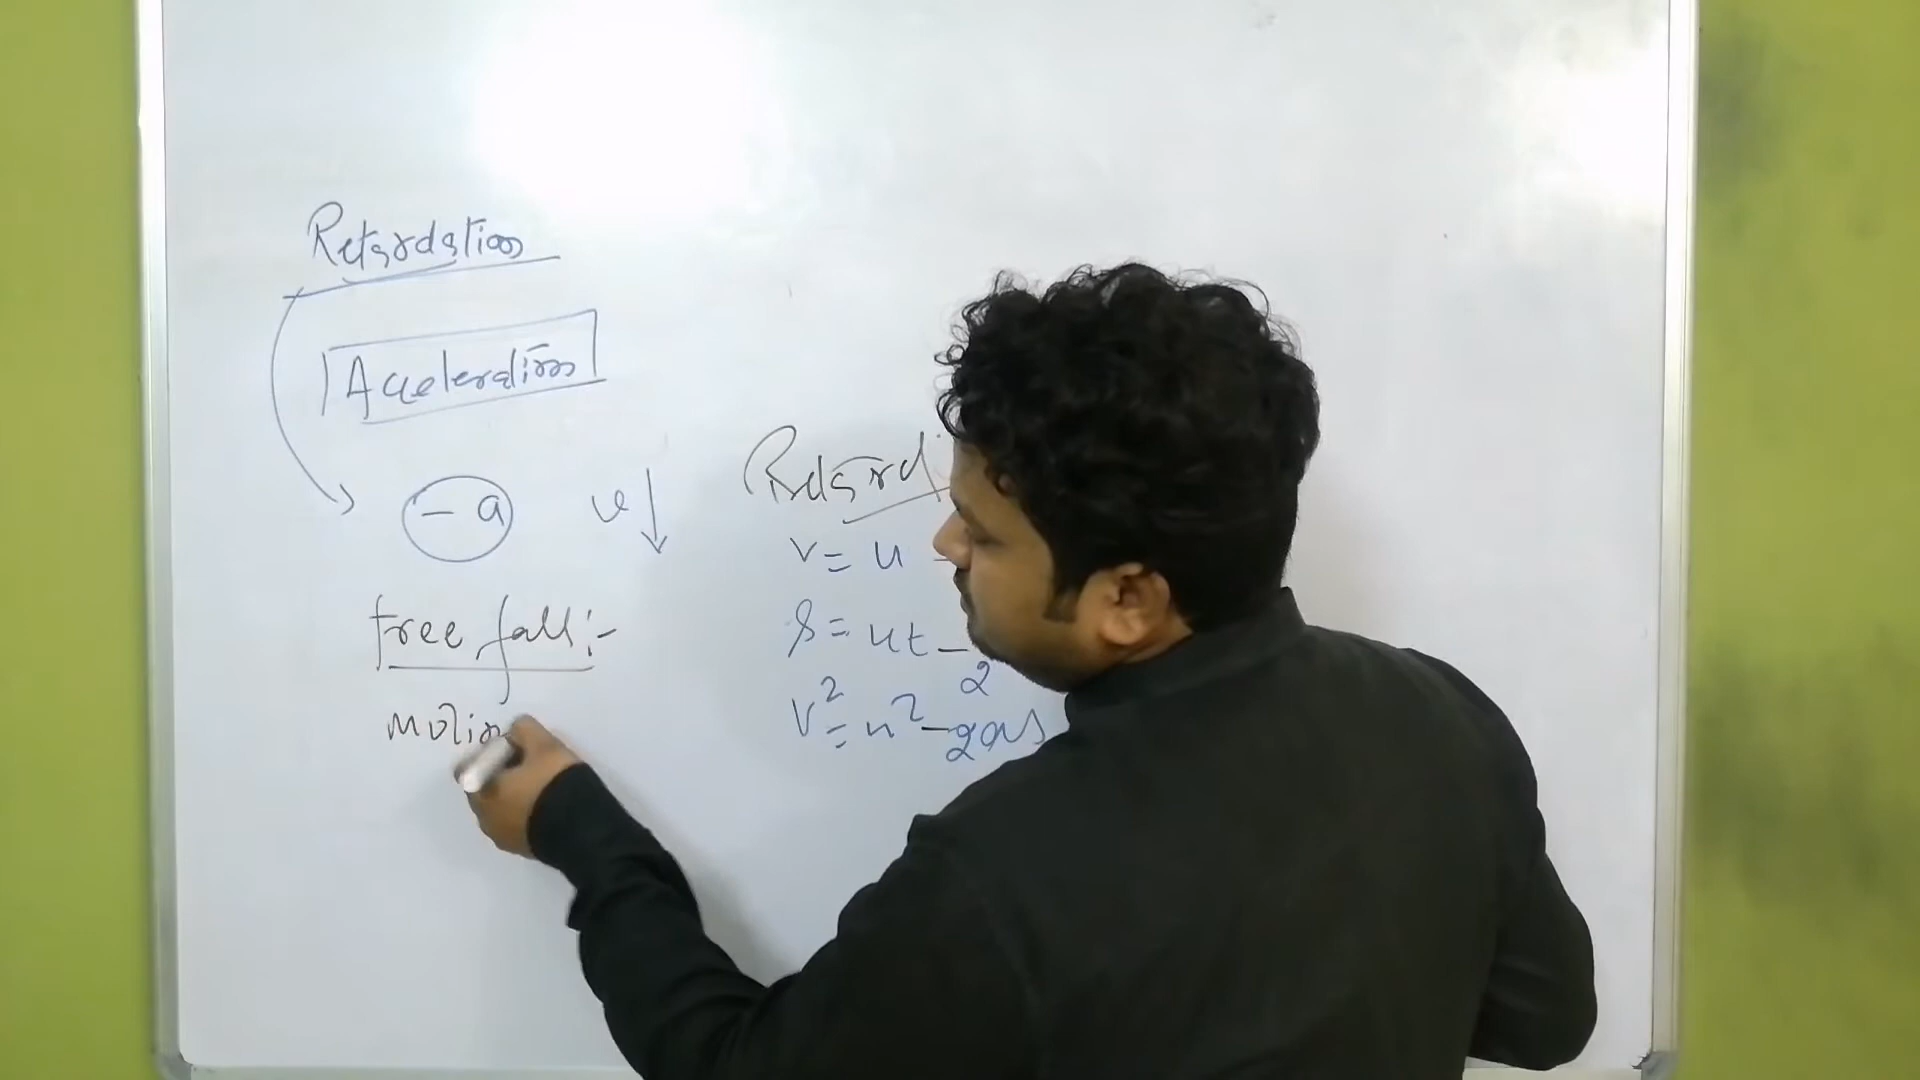 Retardation
Acceleration
- a v ↓
free fall :-
motion
Retard
v = u
s = ut - 2
v² = u² - 2as